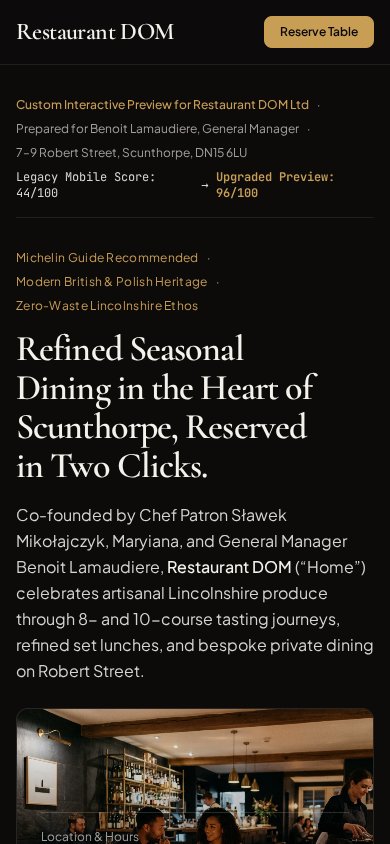 Restaurant DOM
Reserve Table
Custom Interactive Preview for Restaurant DOM Ltd ·
Prepared for Benoit Lamaudiere, General Manager ·
7–9 Robert Street, Scunthorpe, DN15 6LU
Legacy Mobile Score: 44/100 → Upgraded Preview: 96/100
Michelin Guide Recommended ·
Modern British & Polish Heritage ·
Zero-Waste Lincolnshire Ethos
Refined Seasonal
Dining in the Heart of
Scunthorpe, Reserved
in Two Clicks.
Co-founded by Chef Patron Sławek
Mikołajczyk, Maryiana, and General Manager
Benoit Lamaudiere, Restaurant DOM (“Home”)
celebrates artisanal Lincolnshire produce
through 8– and 10–course tasting journeys,
refined set lunches, and bespoke private dining
on Robert Street.
Location & Hours